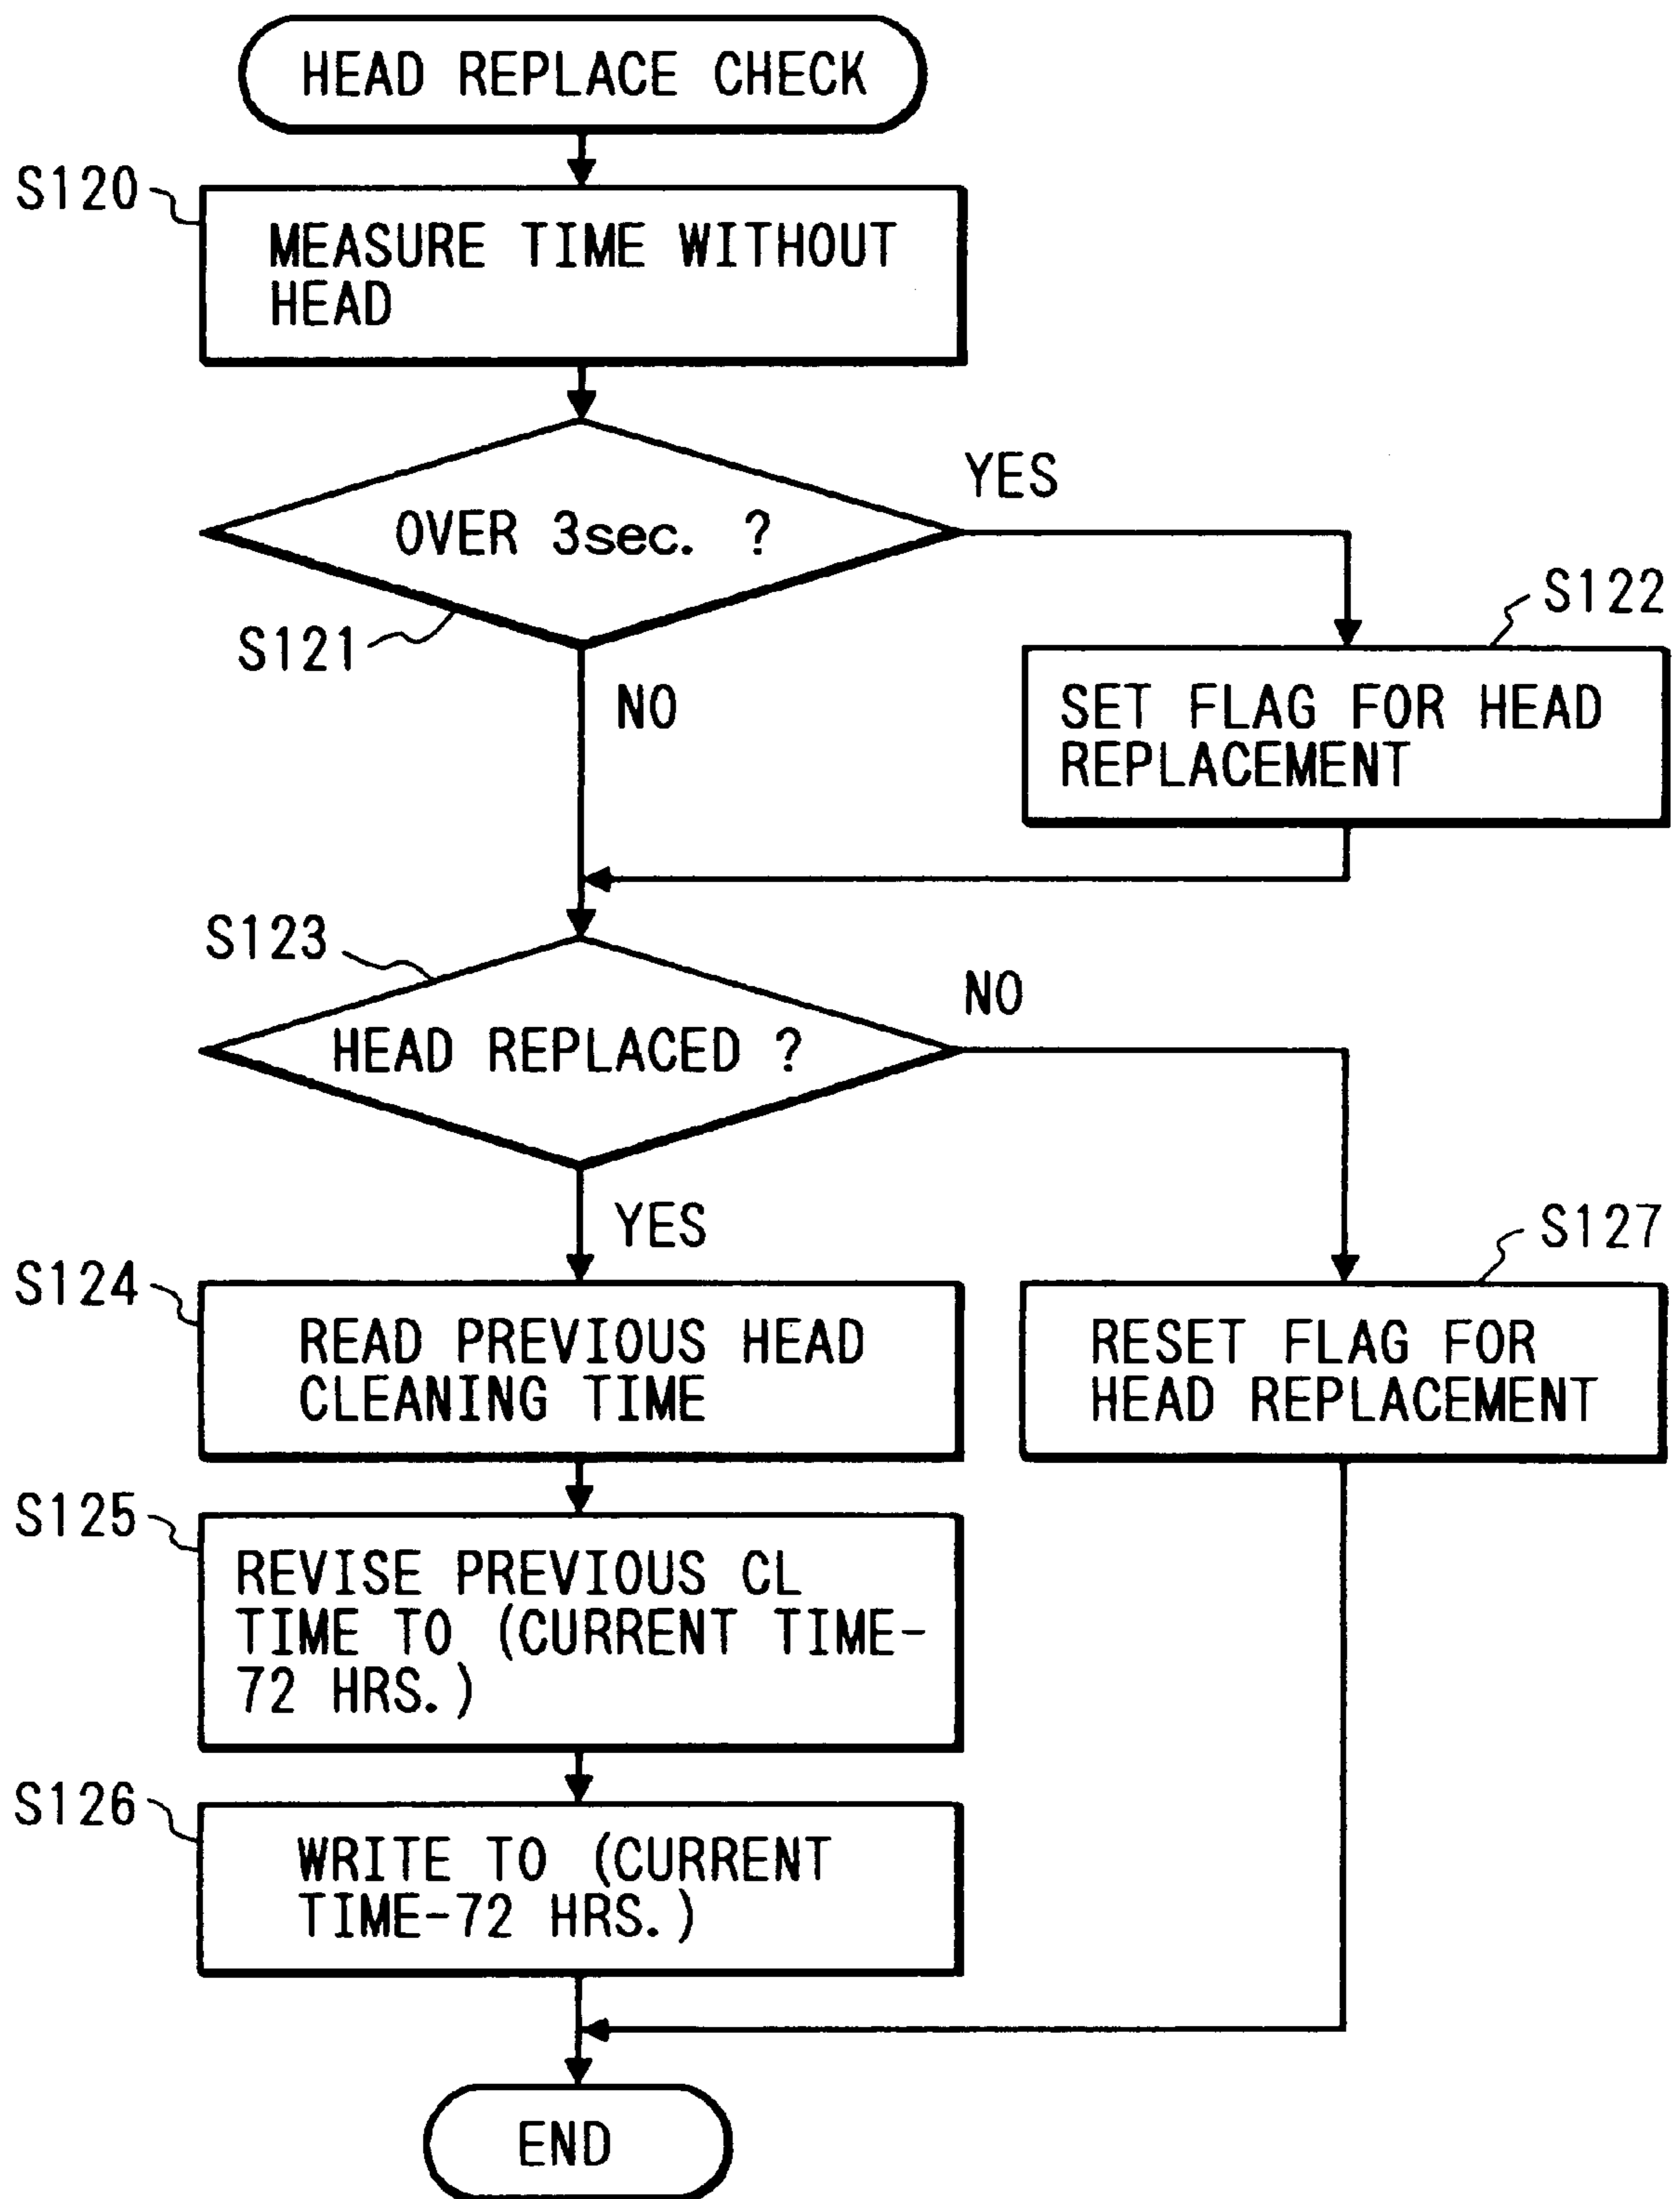 HEAD REPLACE CHECK
S120
MEASURE TIME WITHOUT
HEAD
YES
OVER 3sec. ?
S121
S122
NO
SET FLAG FOR HEAD
REPLACEMENT
S123
NO
HEAD REPLACED ?
YES
S127
S124
READ PREVIOUS HEAD
CLEANING TIME
RESET FLAG FOR
HEAD REPLACEMENT
S125
REVISE PREVIOUS CL
TIME TO (CURRENT TIME-
72 HRS.)
S126
WRITE TO (CURRENT
TIME-72 HRS.)
END